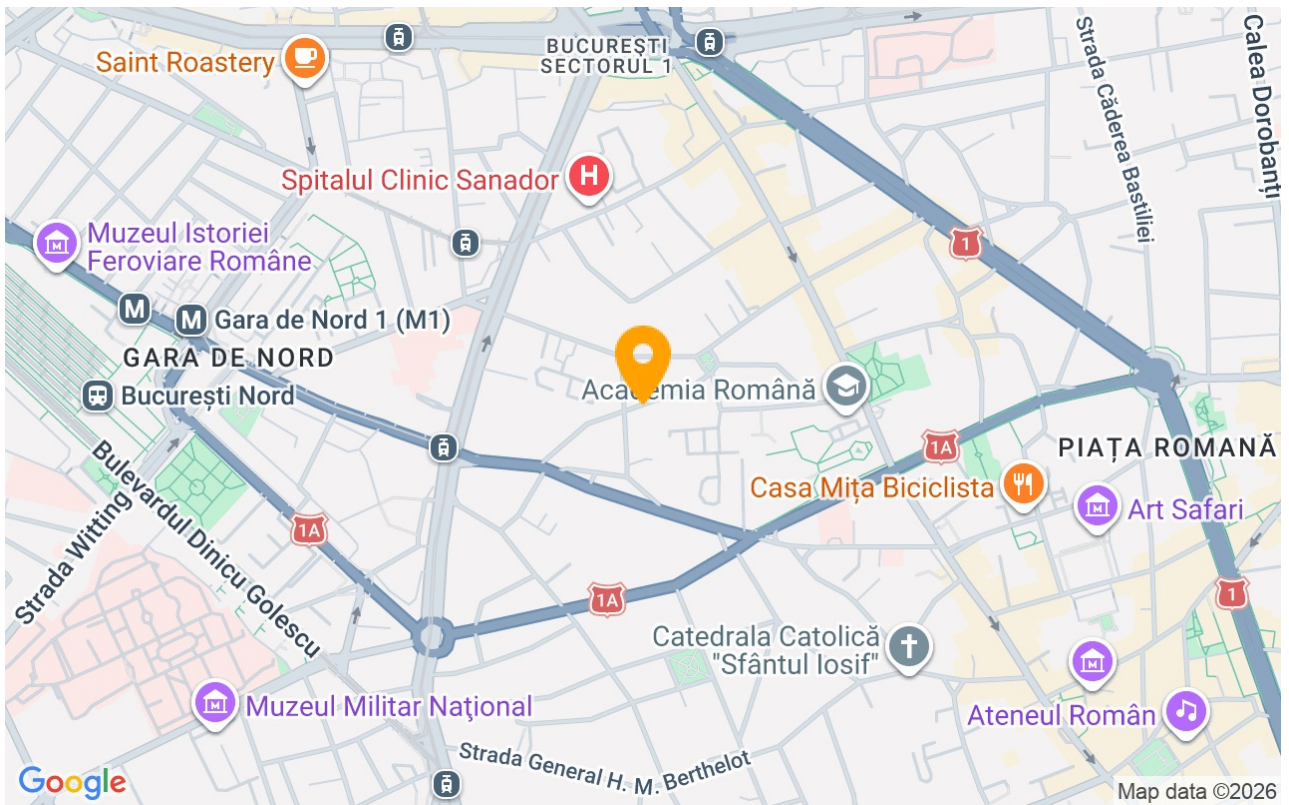 Saint Roastery
BUCUREȘTI
SECTORUL 1
Strada Căderea Bastiliei
Calea Dorobanți
Spitalul Clinic Sanador
H
Muzeul Istoriei
Feroviare Române
1
M
M
Gara de Nord 1 (M1)
GARA DE NORD
București Nord
Academia Română
1A
PIAȚA ROMANĂ
Casa Mița Biciclista
Art Safari
Bulevardul Dinicu Golescu
Strada Witting
1A
1A
1
Catedrala Catolică
"Sfântul Iosif"
Muzeul Militar Naţional
Ateneul Român
Strada General H. M. Berthelot
Google
Map data ©2026